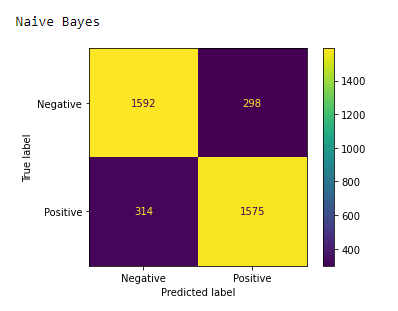 Naive Bayes
Negative
1592
298
Positive
314
1575
Negative
Positive
True label
Predicted label
1400
1200
1000
800
600
400